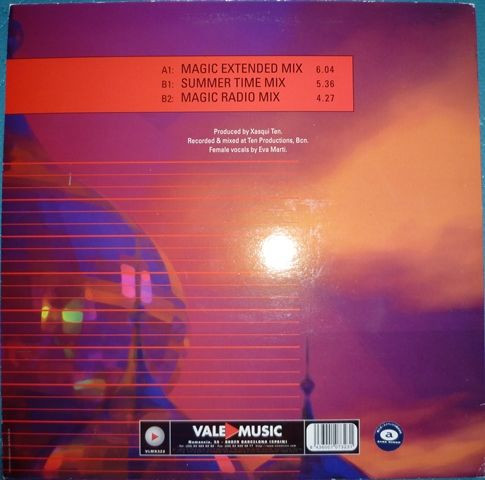 A1: MAGIC EXTENDED MIX 6.04
B1: SUMMER TIME MIX 5.36
B2: MAGIC RADIO MIX 4.27
Produced by Xasqui Ten.
Recorded & mixed at Ten Productions, Bcn.
Female vocals by Eva Martí.
VALE MUSIC
BARCELONA (SPAIN)
a